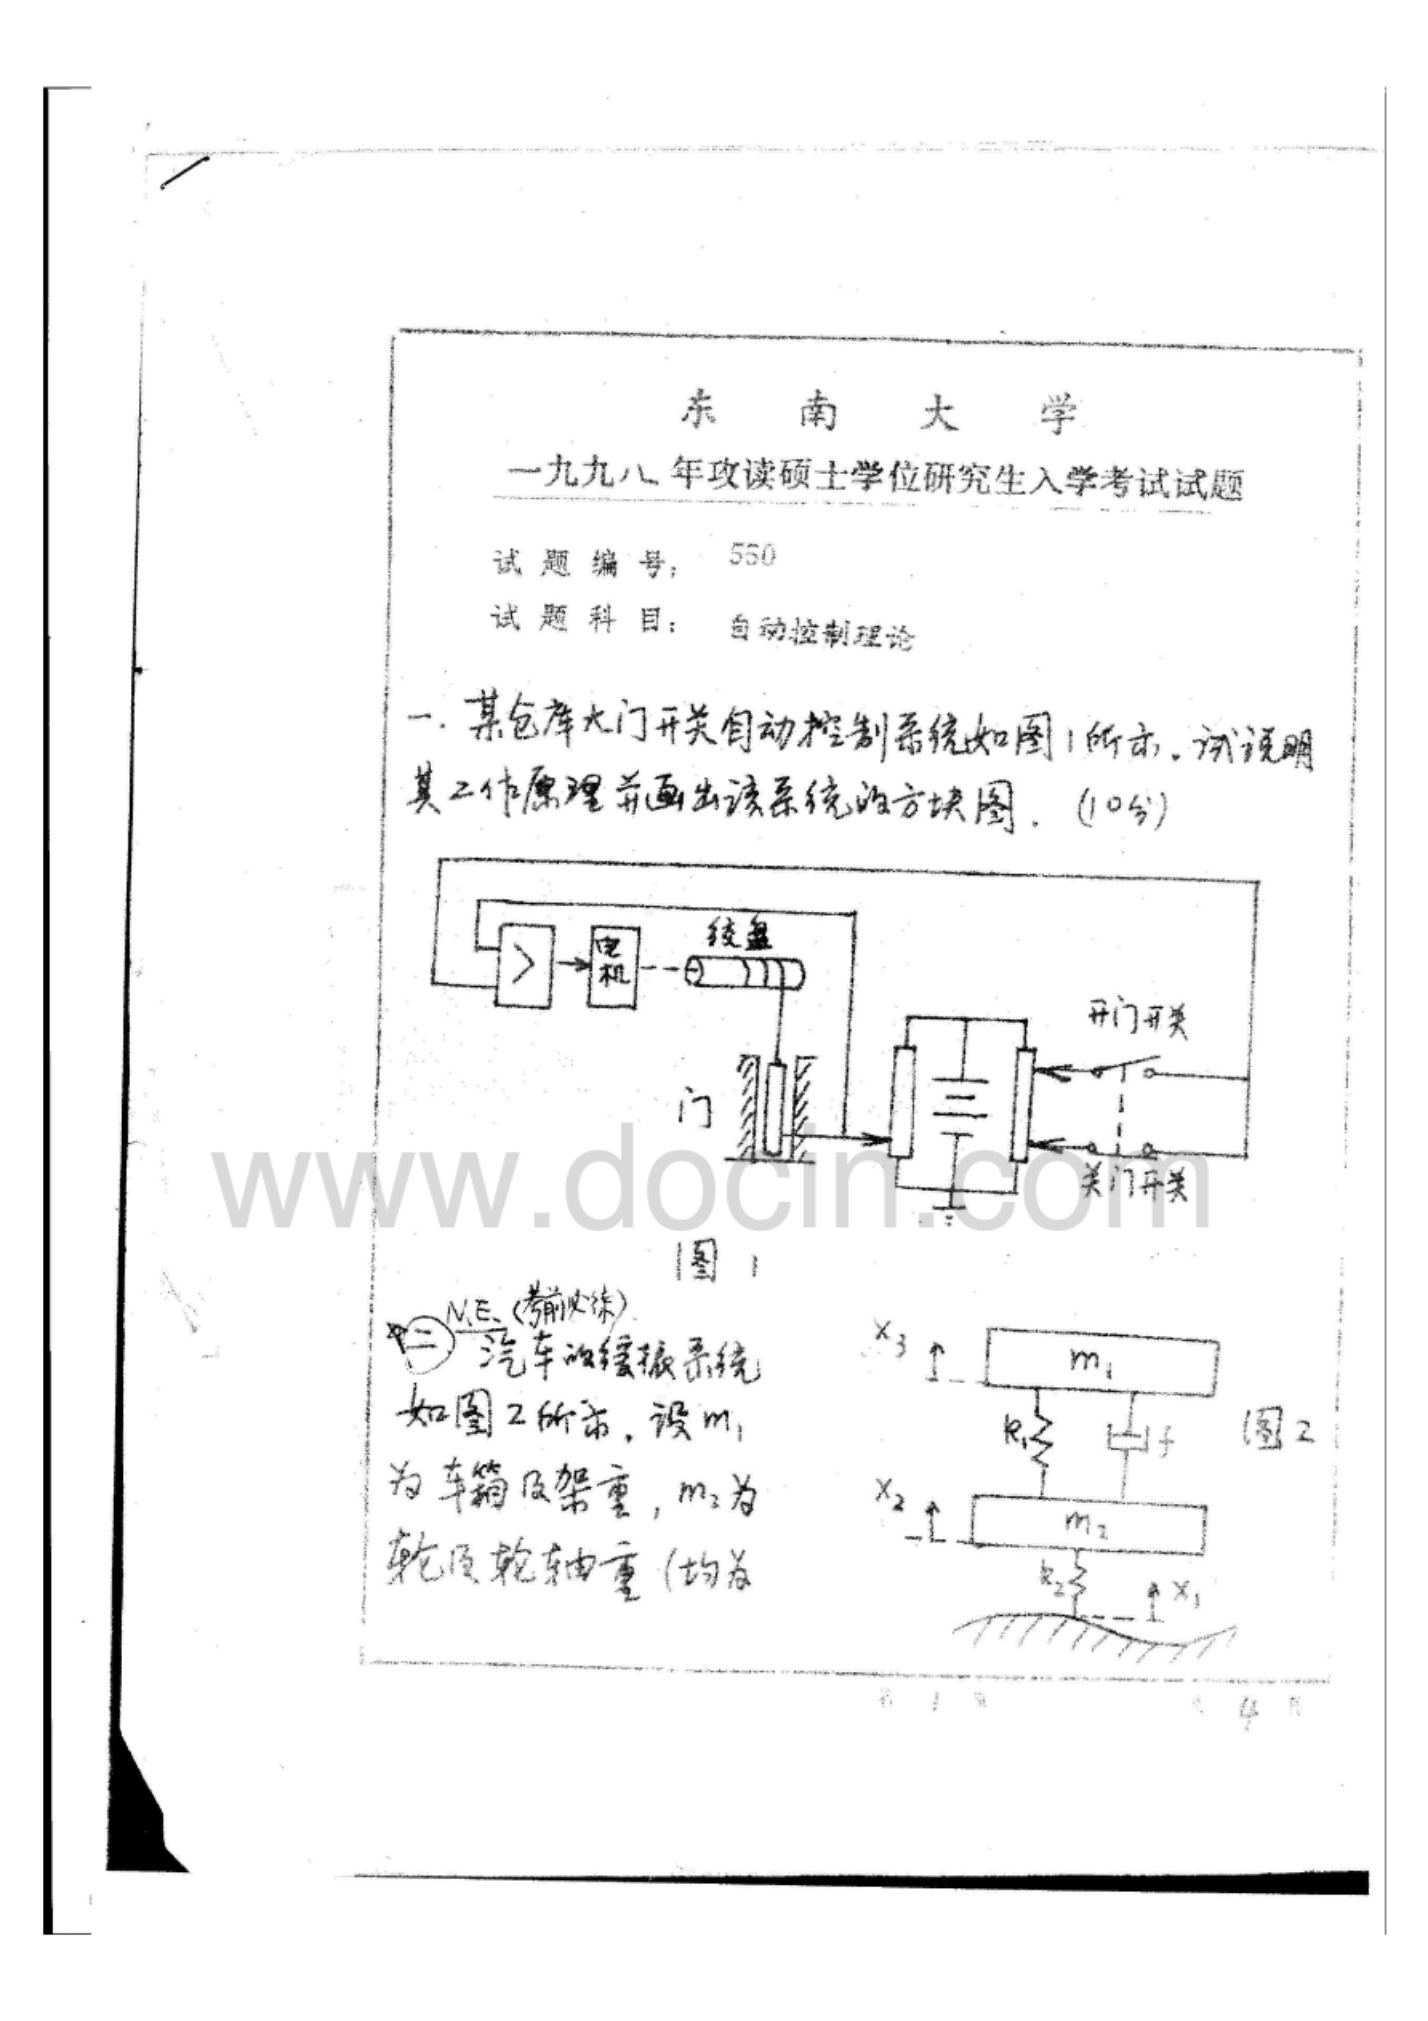 东南大学
一九九八年攻读硕士学位研究生入学考试试题
试题编号: 550
试题科目: 自动控制理论
一. 某仓库大门开关自动控制系统如图1所示. 试说明
其工作原理并画出该系统的方块图. (10分)
绞盘
电机
开门开关
门
关门开关
www.docin.com
图1
N.E. (考前必练)
二 汽车的缓振系统
如图2所示. 设m1
为车箱及架重, m2为
轮及轮轴重 (均为
X3
m1
k1
f
图2
X2
m2
k2
X1
第 1 页
共 4 页